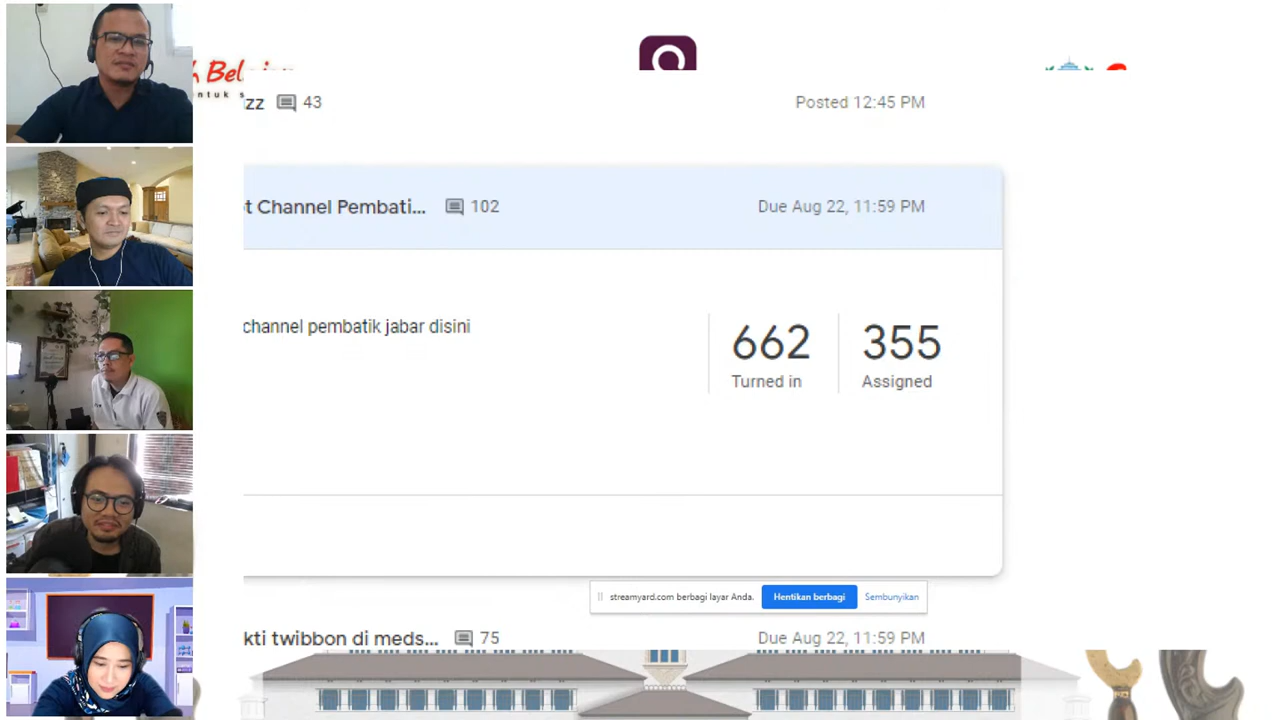 Bel
ntuk s
zz 43 Posted 12:45 PM
t Channel Pembati... 102 Due Aug 22, 11:59 PM
channel pembatik jabar disini
662 355
Turned in Assigned
streamyard.com berbagi layar Anda. Hentikan berbagi Sembunyikan
kti twibbon di meds... 75 Due Aug 22, 11:59 PM